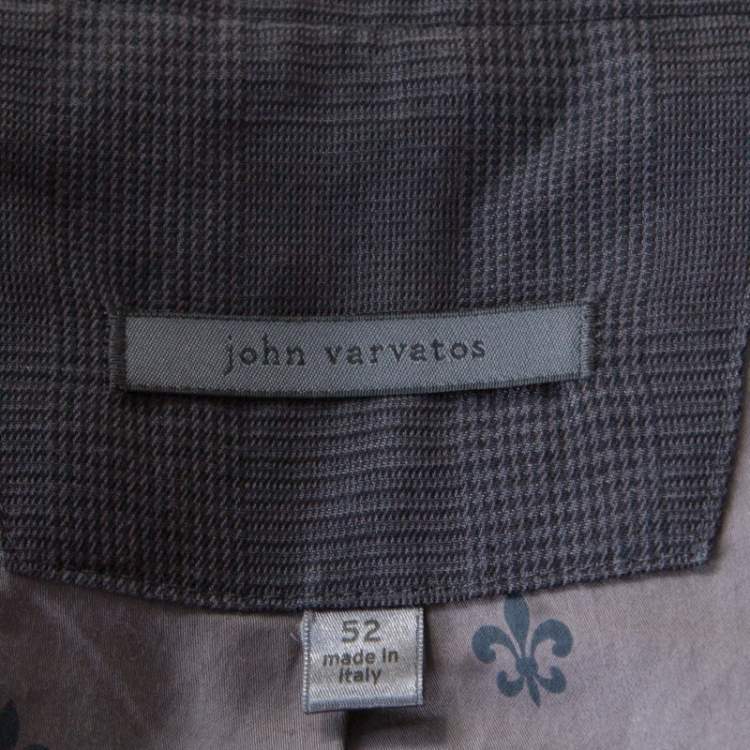 john varvatos
52
made in
italy